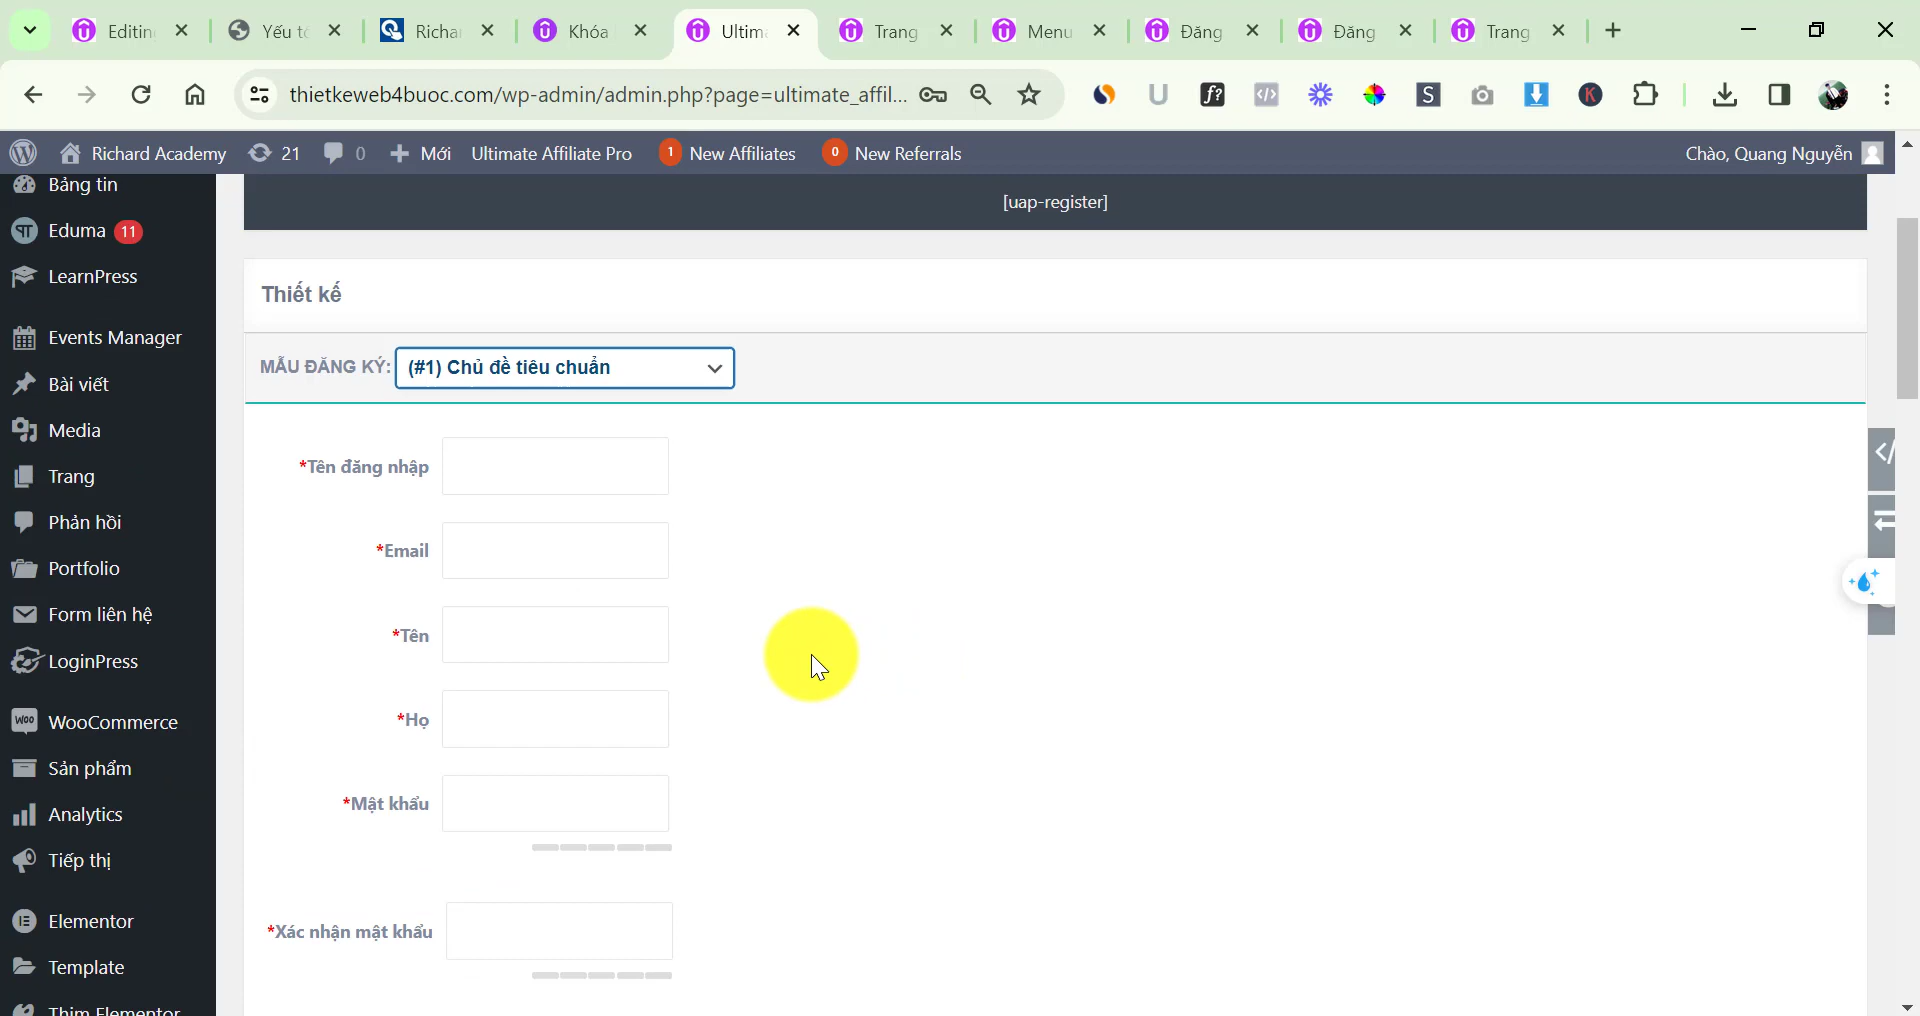 Editin
Yếu tố
Richar
Khóa
Ultima
Trang
Menu
Đăng
Đăng
Trang
thietkeweb4buoc.com/wp-admin/admin.php?page=ultimate_affil...
Richard Academy
21
0
Mới
Ultimate Affiliate Pro
1 New Affiliates
0 New Referrals
Chào, Quang Nguyễn
Bảng tin
Eduma 11
LearnPress
Events Manager
Bài viết
Media
Trang
Phản hồi
Portfolio
Form liên hệ
LoginPress
WooCommerce
Sản phẩm
Analytics
Tiếp thị
Elementor
Template
Thim Elementor
[uap-register]
Thiết kế
MẪU ĐĂNG KÝ: (#1) Chủ đề tiêu chuẩn
*Tên đăng nhập
*Email
*Tên
*Họ
*Mật khẩu
*Xác nhận mật khẩu